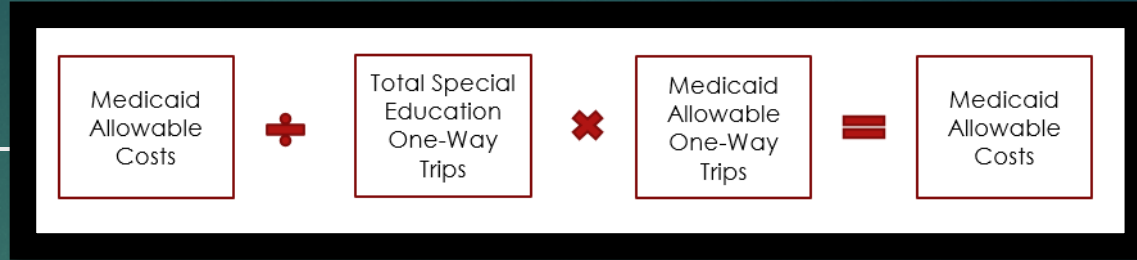 Medicaid
Allowable
Costs
÷
Total Special
Education
One-Way
Trips
×
Medicaid
Allowable
One-Way
Trips
=
Medicaid
Allowable
Costs